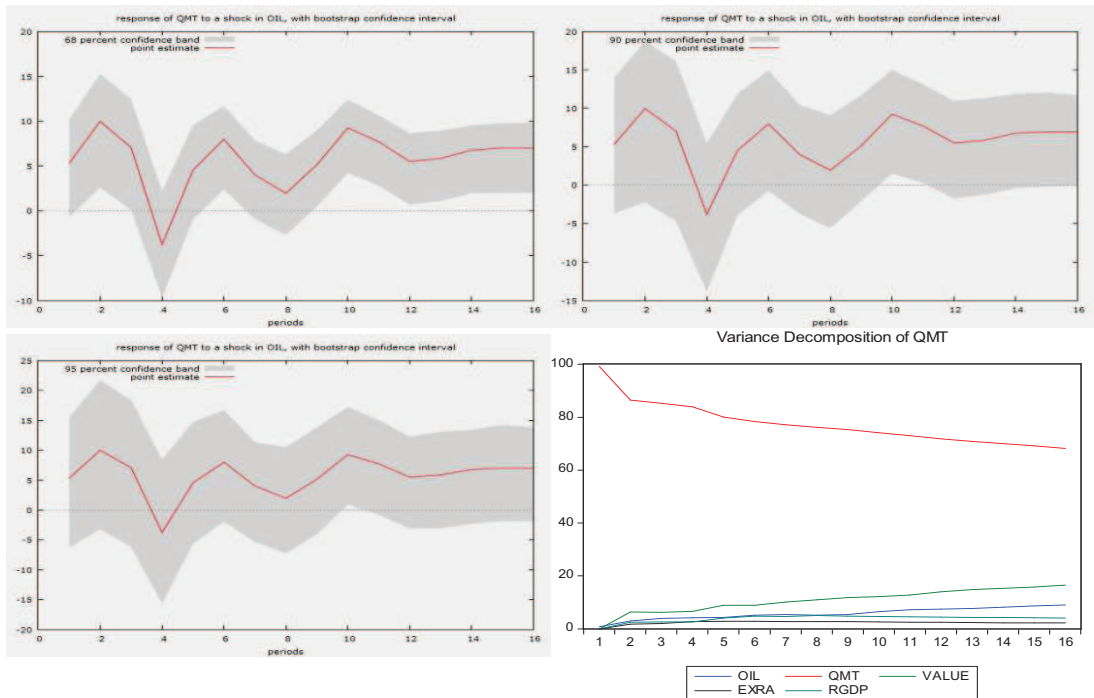 response of QMT to a shock in OIL, with bootstrap confidence interval
68 percent confidence band
point estimate
20
15
10
5
0
-5
-10
0 2 4 6 8 10 12 14 16
periods
response of QMT to a shock in OIL, with bootstrap confidence interval
90 percent confidence band
point estimate
20
15
10
5
0
-5
-10
-15
0 2 4 6 8 10 12 14 16
periods
response of QMT to a shock in OIL, with bootstrap confidence interval
95 percent confidence band
point estimate
25
20
15
10
5
0
-5
-10
-15
-20
0 2 4 6 8 10 12 14 16
periods
Variance Decomposition of QMT
100
80
60
40
20
0
1 2 3 4 5 6 7 8 9 10 11 12 13 14 15 16
OIL QMT VALUE
EXRA RGDP